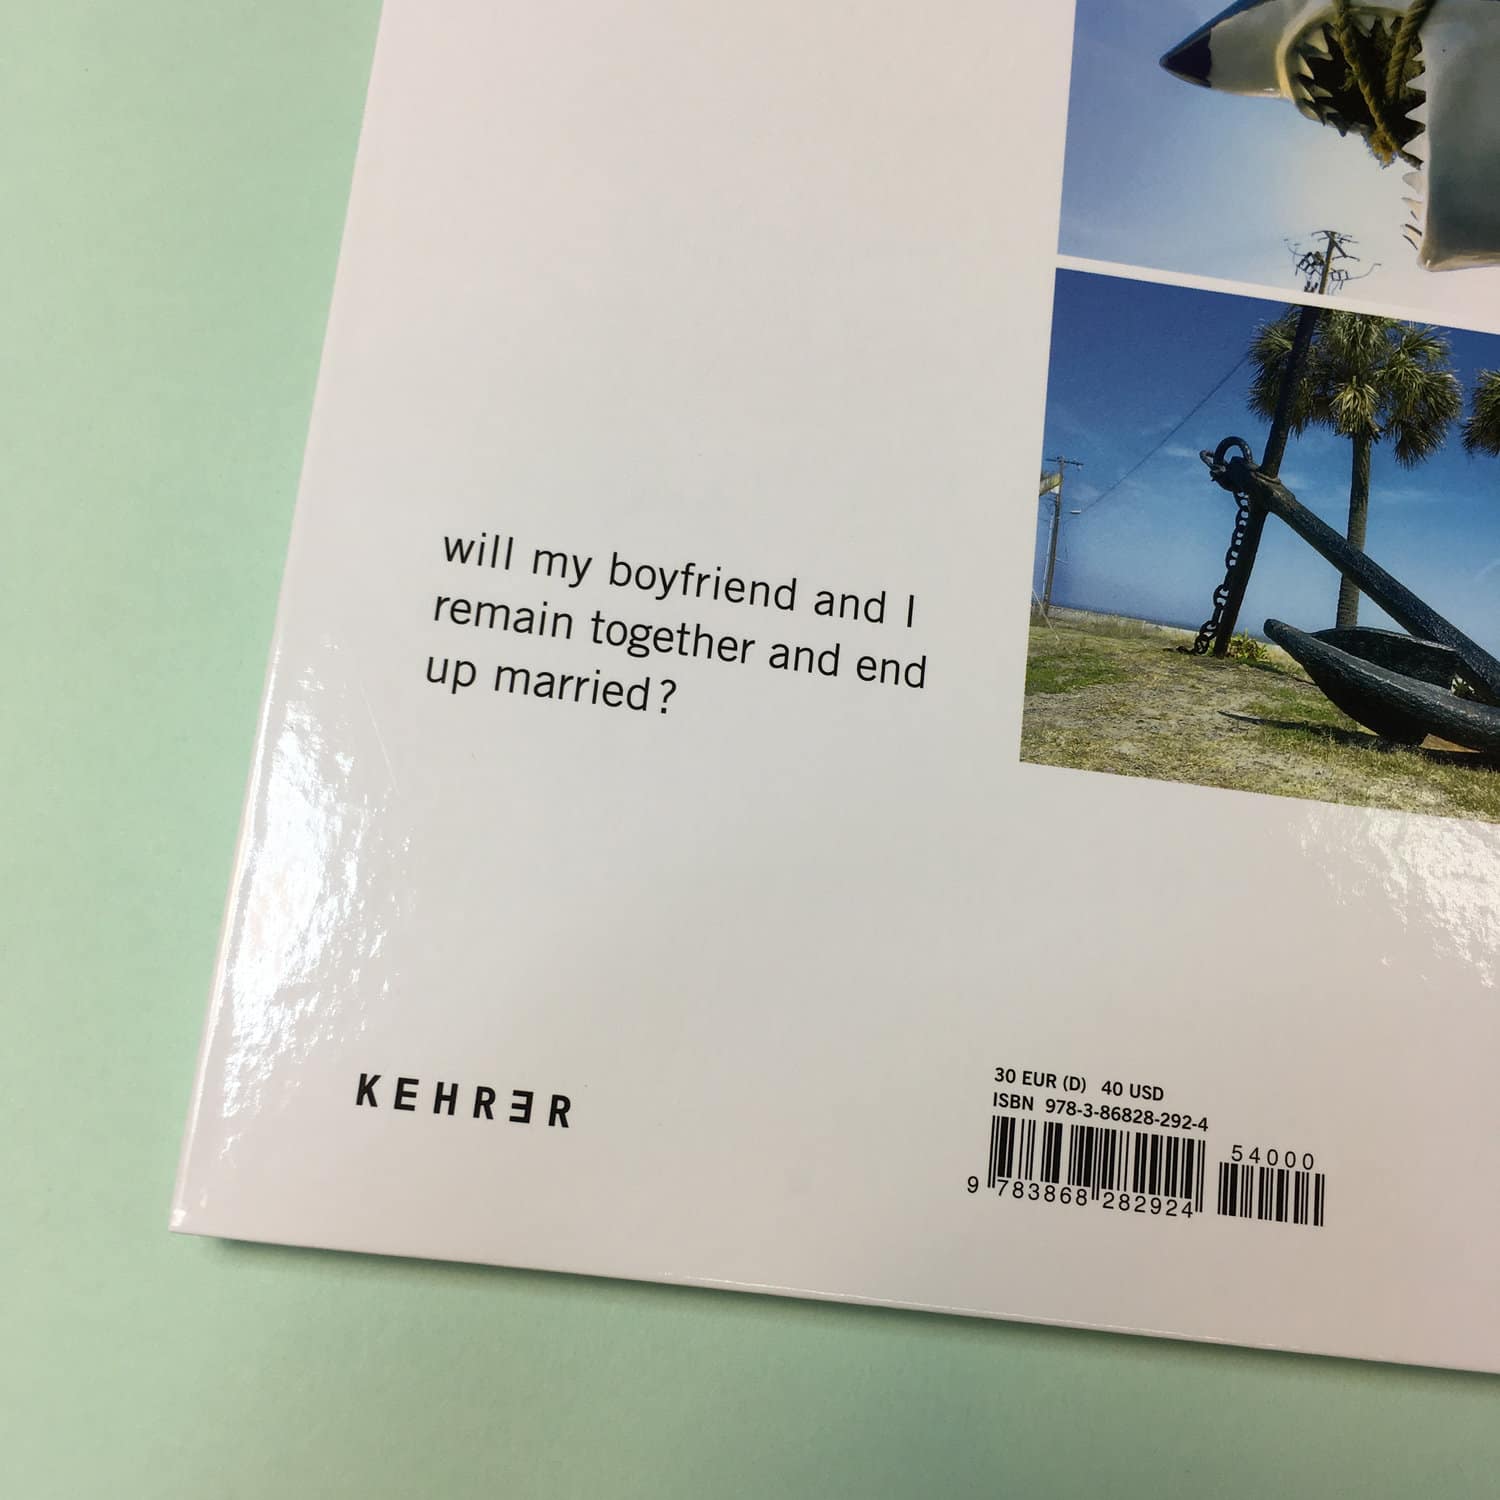 will my boyfriend and I
remain together and end
up married?
KEHRƎR
30 EUR (D) 40 USD
ISBN 978-3-86828-292-4
54000
9 783868 282924